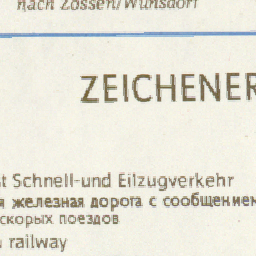 nach Zossen/Wünsdorf
ZEICHENER
t Schnell-und Eilzugverkehr
я железная дорога с сообщением
скорых поездов
railway